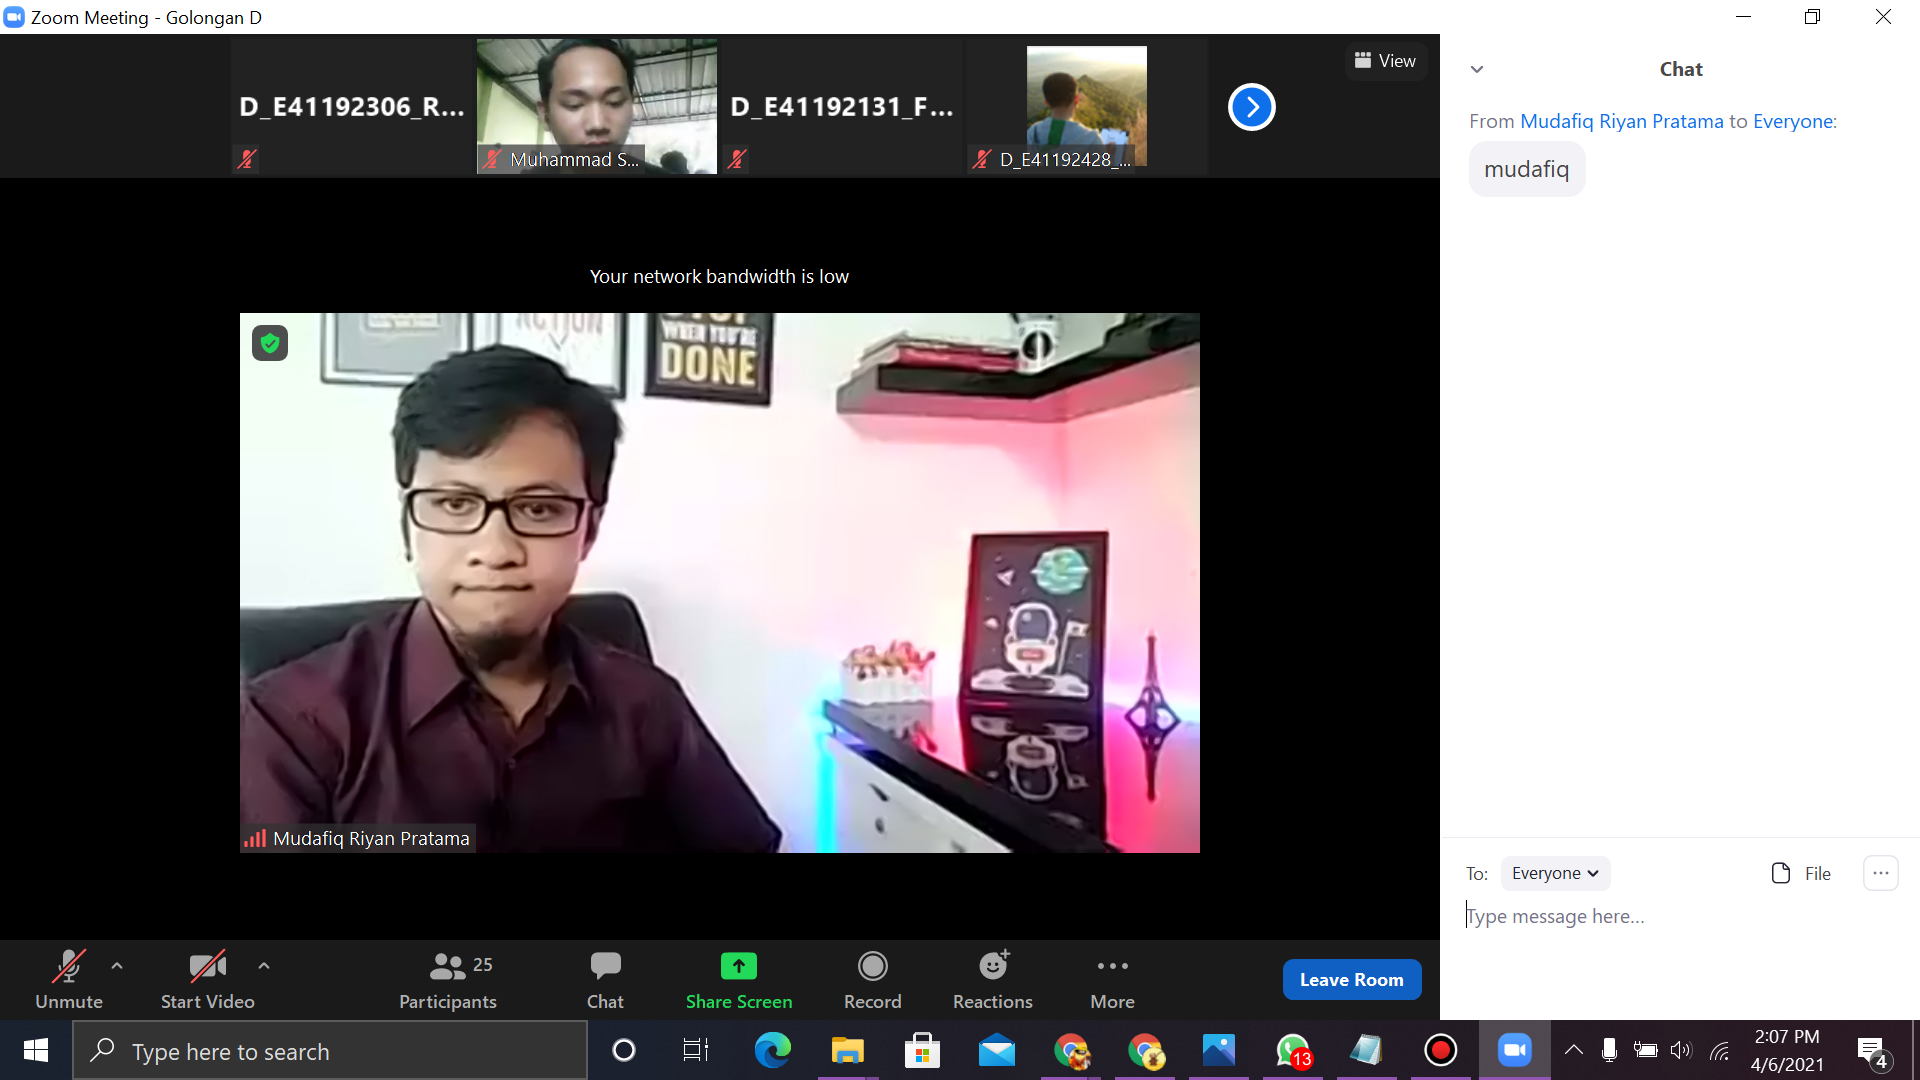 Zoom Meeting - Golongan D
D_E41192306_R...
Muhammad S...
D_E41192131_F...
D_E41192428_...
View
Your network bandwidth is low
ACTION
WHEN YOU'RE
DONE
Mudafiq Riyan Pratama
Chat
From Mudafiq Riyan Pratama to Everyone:
mudafiq
To: Everyone
File
Type message here...
Unmute
Start Video
25
Participants
Chat
Share Screen
Record
Reactions
More
Leave Room
Type here to search
13
2:07 PM
4/6/2021
4